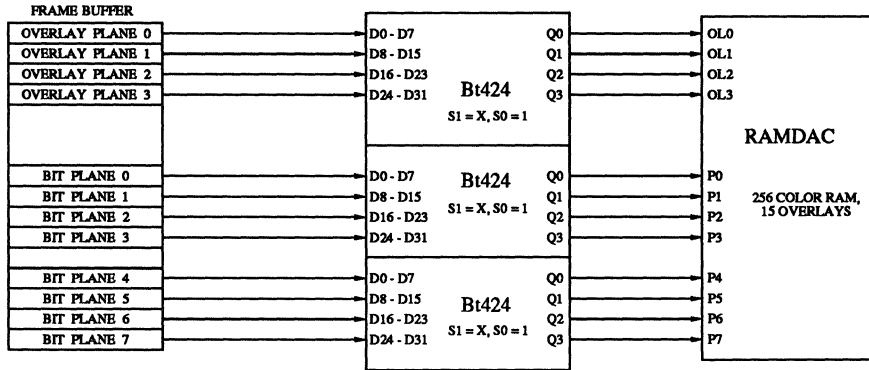 FRAME BUFFER
OVERLAY PLANE 0
OVERLAY PLANE 1
OVERLAY PLANE 2
OVERLAY PLANE 3
BIT PLANE 0
BIT PLANE 1
BIT PLANE 2
BIT PLANE 3
BIT PLANE 4
BIT PLANE 5
BIT PLANE 6
BIT PLANE 7
D0 - D7
D8 - D15
D16 - D23
D24 - D31
Bt424
S1 = X, S0 = 1
Q0
Q1
Q2
Q3
D0 - D7
D8 - D15
D16 - D23
D24 - D31
Bt424
S1 = X, S0 = 1
Q0
Q1
Q2
Q3
D0 - D7
D8 - D15
D16 - D23
D24 - D31
Bt424
S1 = X, S0 = 1
Q0
Q1
Q2
Q3
OL0
OL1
OL2
OL3
P0
P1
P2
P3
P4
P5
P6
P7
RAMDAC
256 COLOR RAM,
15 OVERLAYS